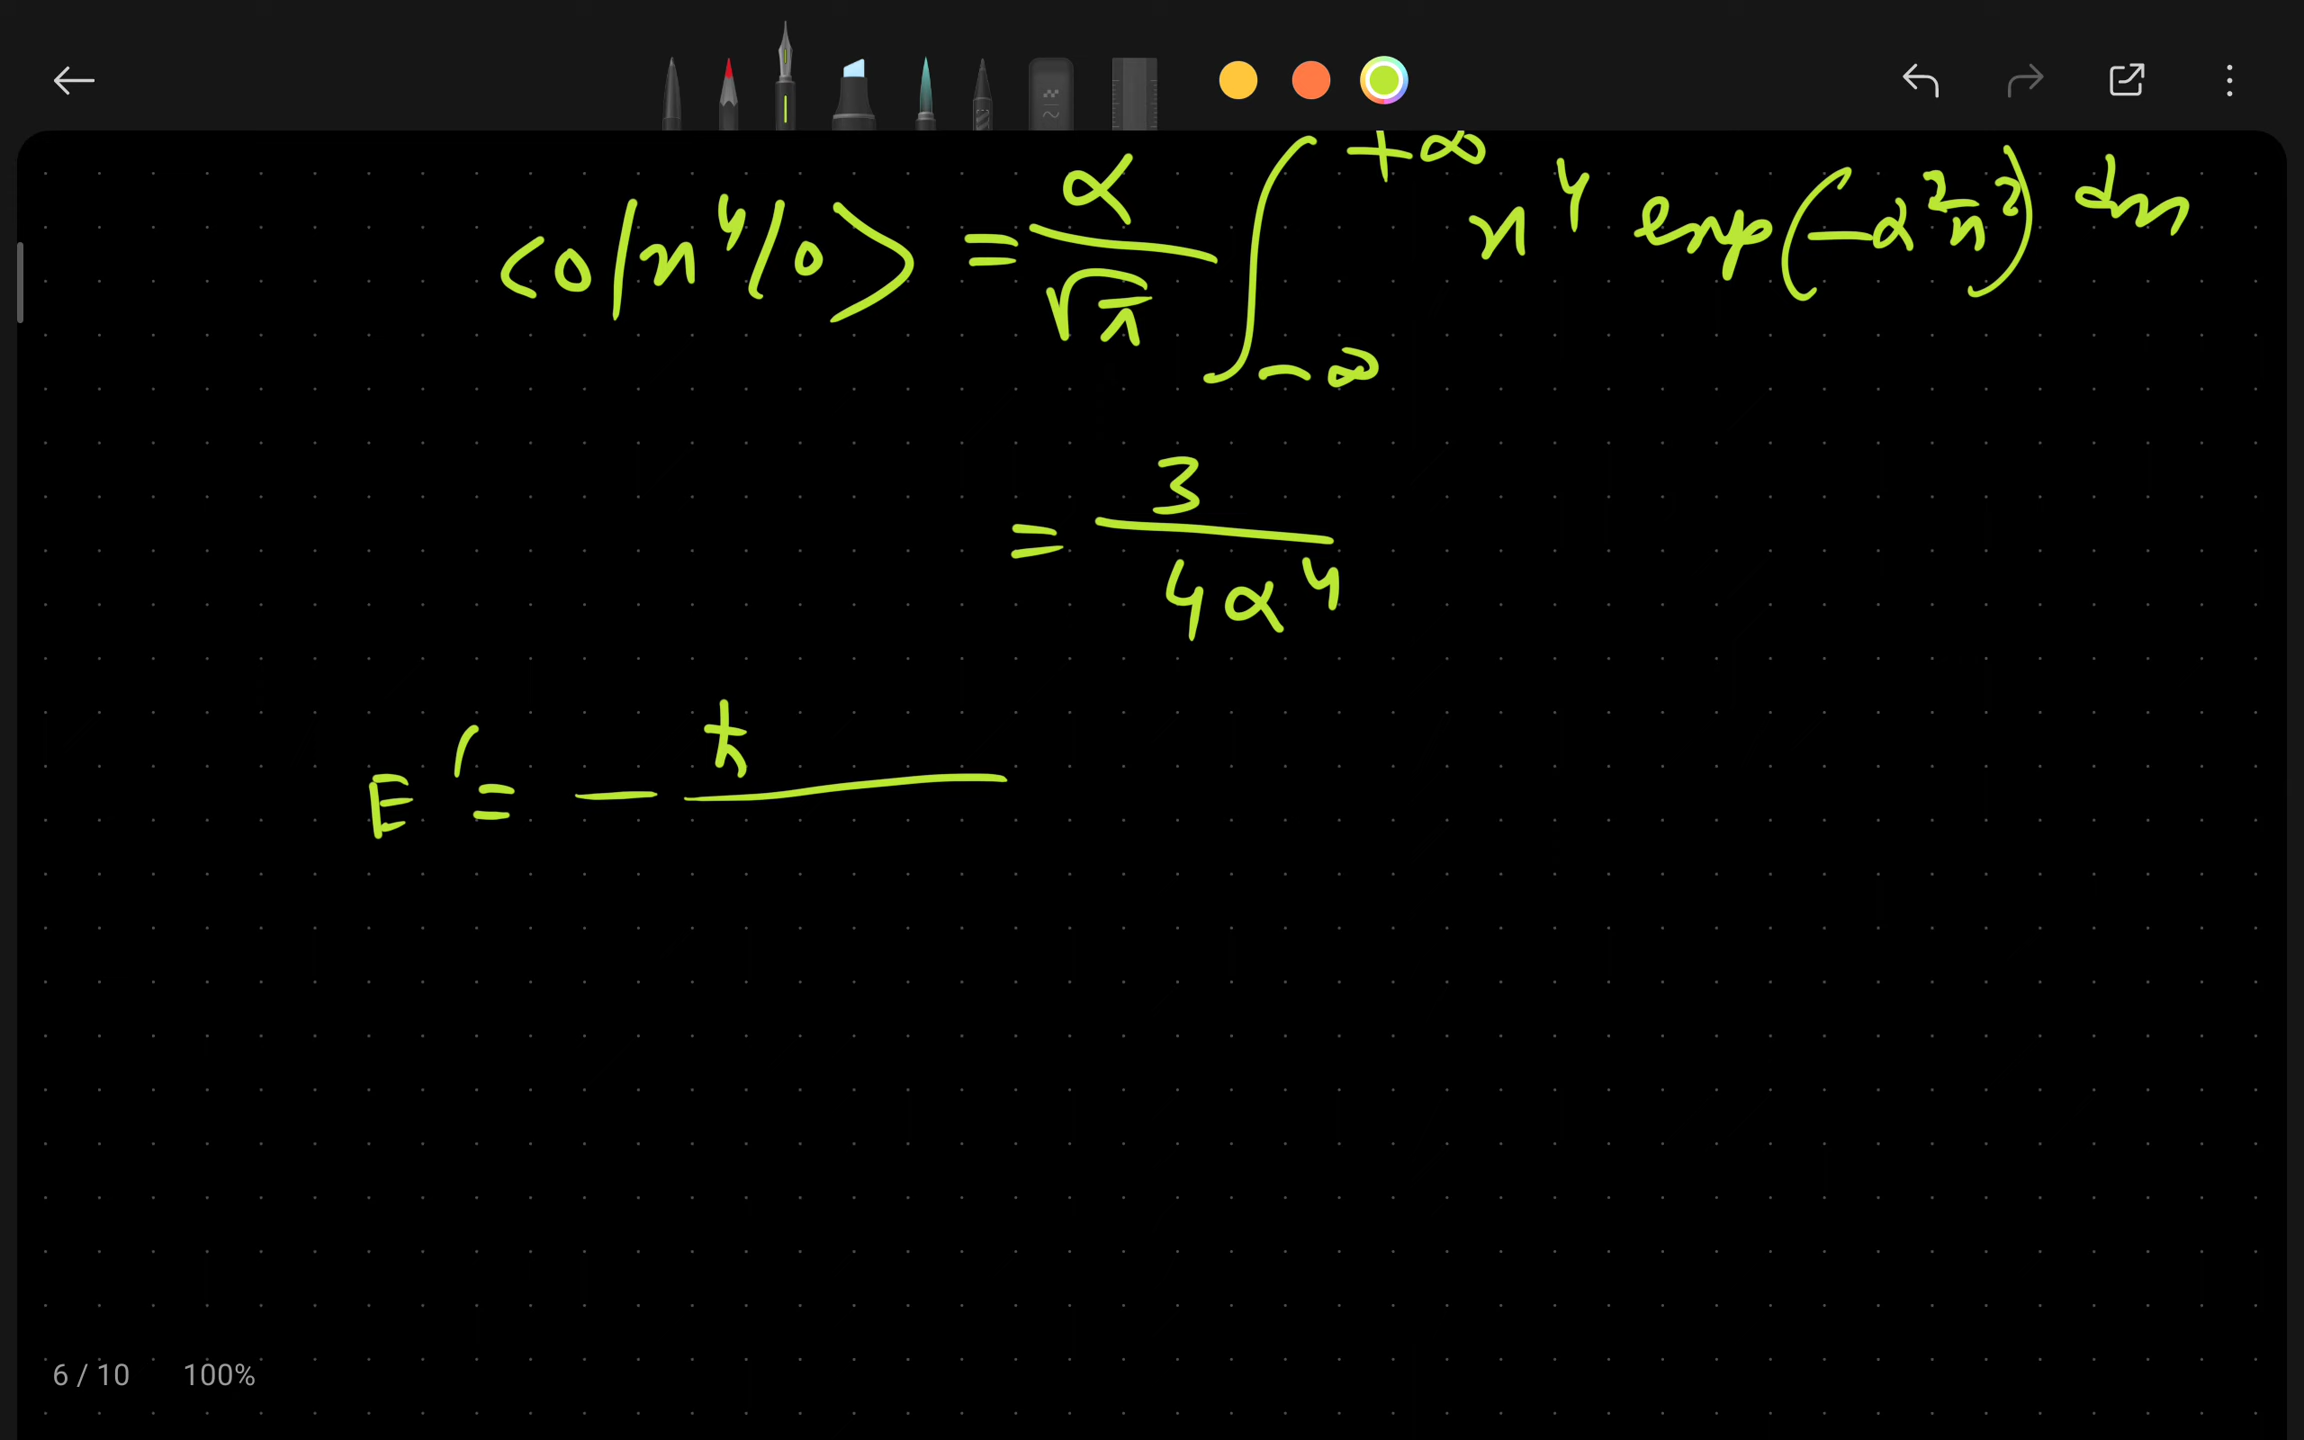 <0|x⁴|0> = α/√π ∫_{-∞}^{+∞} x⁴ exp(-α²x²) dx
= 3/(4α⁴)
E' = - ℏ/
6 / 10 100%